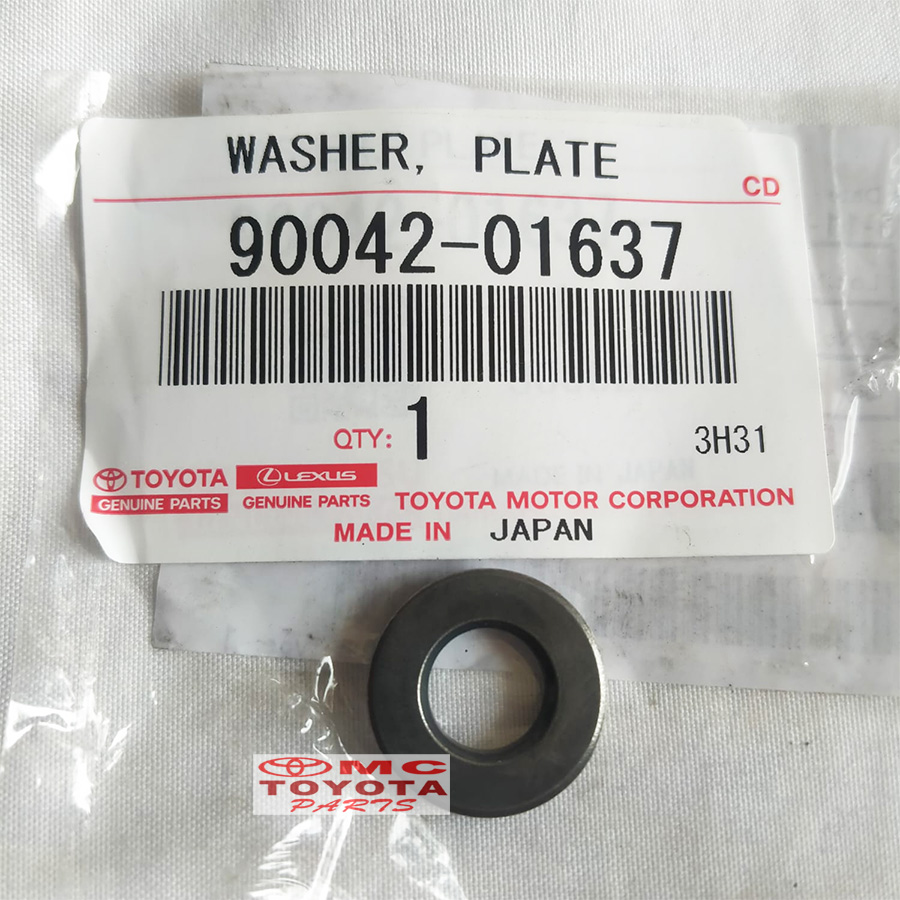 WASHER, PLATE
CD
90042-01637
QTY: 1
3H31
TOYOTA LEXUS
GENUINE PARTS GENUINE PARTS TOYOTA MOTOR CORPORATION
MADE IN JAPAN
OMC
TOYOTA
PARTS